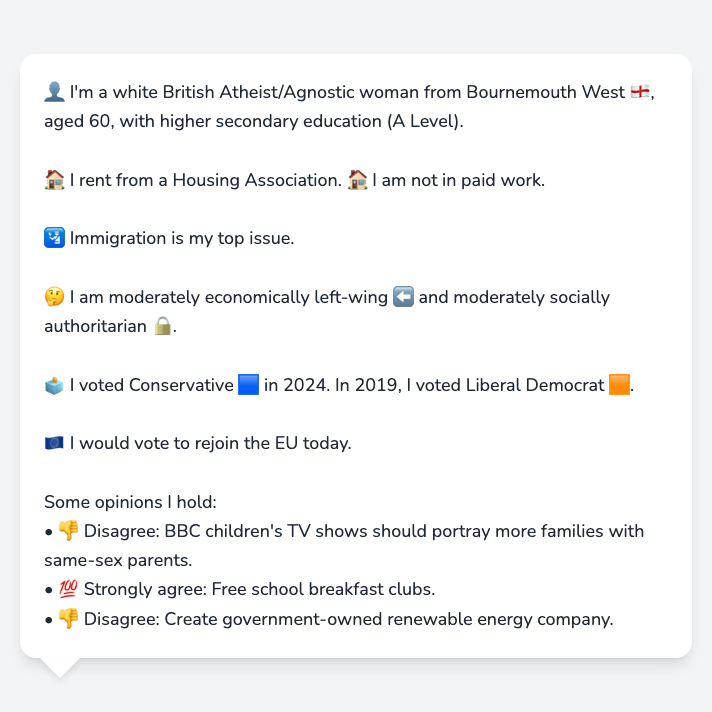 👤 I'm a white British Atheist/Agnostic woman from Bournemouth West 🏴󠁧󠁢󠁥󠁮󠁧󠁿,
aged 60, with higher secondary education (A Level).
🏠 I rent from a Housing Association. 🏠 I am not in paid work.
🛂 Immigration is my top issue.
🤔 I am moderately economically left-wing ⬅️ and moderately socially
authoritarian 🔒.
🗳️ I voted Conservative 🟦 in 2024. In 2019, I voted Liberal Democrat 🟧.
🇪🇺 I would vote to rejoin the EU today.
Some opinions I hold:
• 👎 Disagree: BBC children's TV shows should portray more families with
same-sex parents.
• 💯 Strongly agree: Free school breakfast clubs.
• 👎 Disagree: Create government-owned renewable energy company.